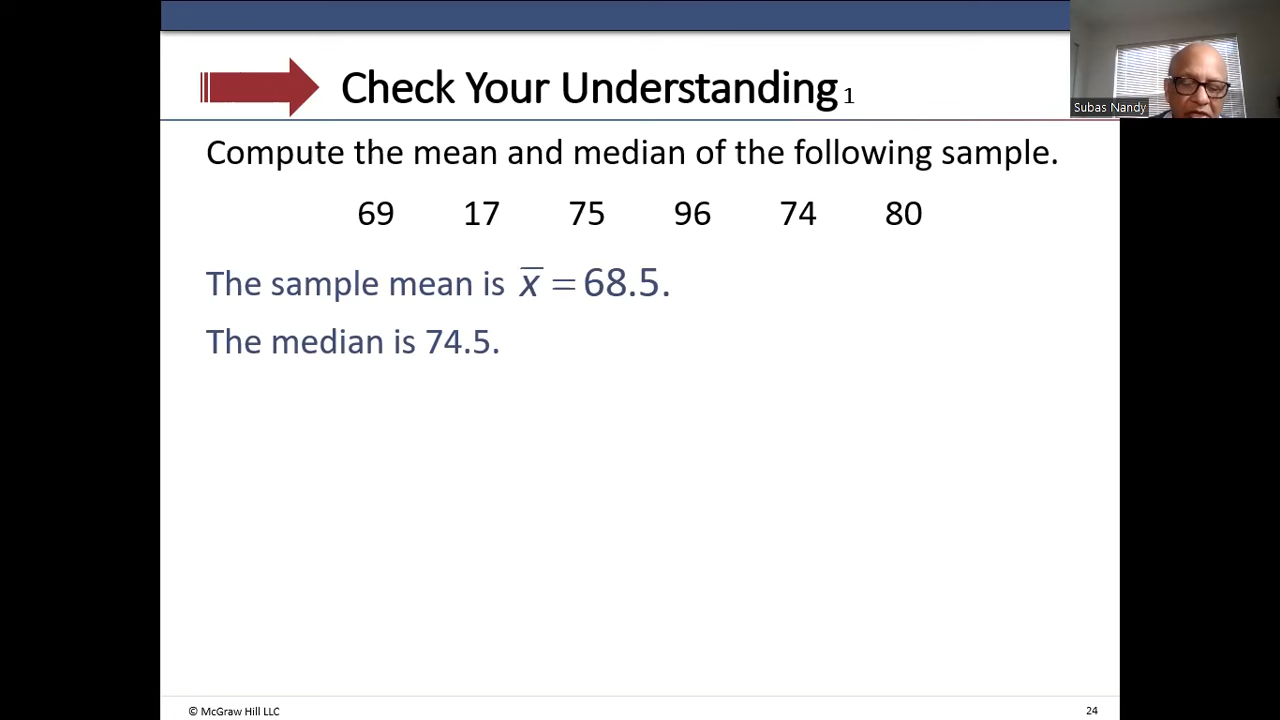 Check Your Understanding 1
Subas Nandy
Compute the mean and median of the following sample.
69 17 75 96 74 80
The sample mean is x̅ = 68.5.
The median is 74.5.
© McGraw Hill LLC
24